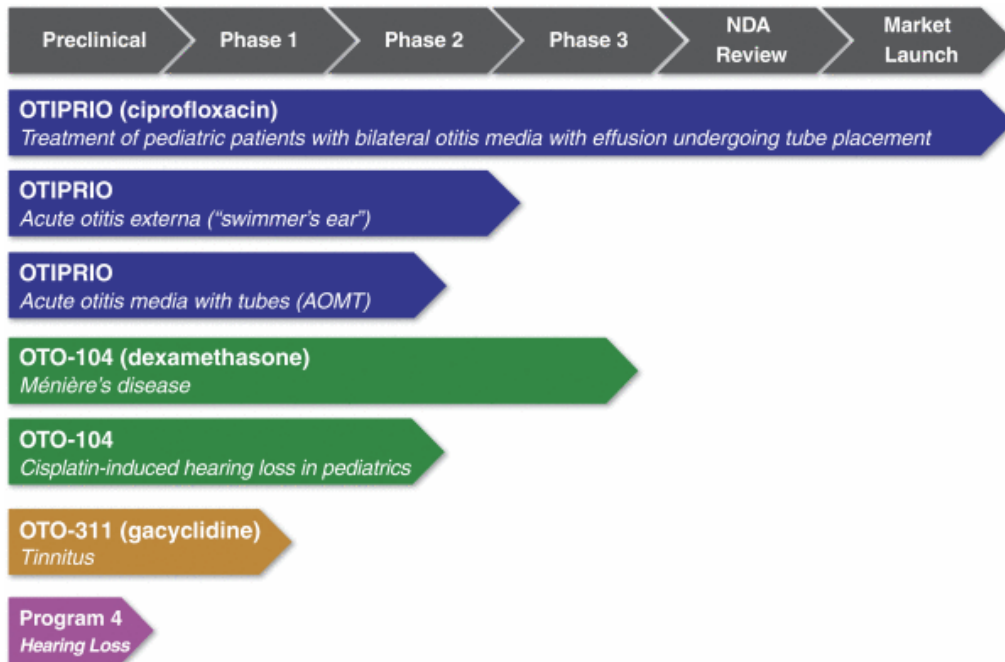 Preclinical
Phase 1
Phase 2
Phase 3
NDA
Review
Market
Launch
OTIPRIO (ciprofloxacin)
Treatment of pediatric patients with bilateral otitis media with effusion undergoing tube placement
OTIPRIO
Acute otitis externa (“swimmer’s ear”)
OTIPRIO
Acute otitis media with tubes (AOMT)
OTO-104 (dexamethasone)
Ménière’s disease
OTO-104
Cisplatin-induced hearing loss in pediatrics
OTO-311 (gacyclidine)
Tinnitus
Program 4
Hearing Loss